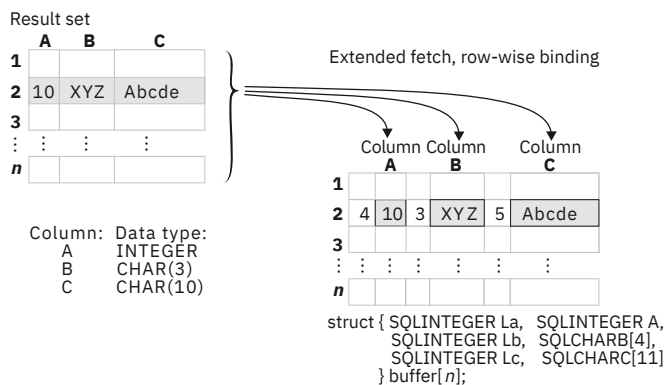 Result set
A B C
1
2 10 XYZ Abcde
3
⋮ ⋮ ⋮ ⋮
n
Extended fetch, row-wise binding
Column Column Column
A B C
1
2 4 10 3 XYZ 5 Abcde
3
⋮ ⋮ ⋮ ⋮ ⋮ ⋮ ⋮
n
Column: Data type:
A INTEGER
B CHAR(3)
C CHAR(10)
struct { SQLINTEGER La, SQLINTEGER A,
SQLINTEGER Lb, SQLCHARB[4],
SQLINTEGER Lc, SQLCHARC[11]
} buffer[n];